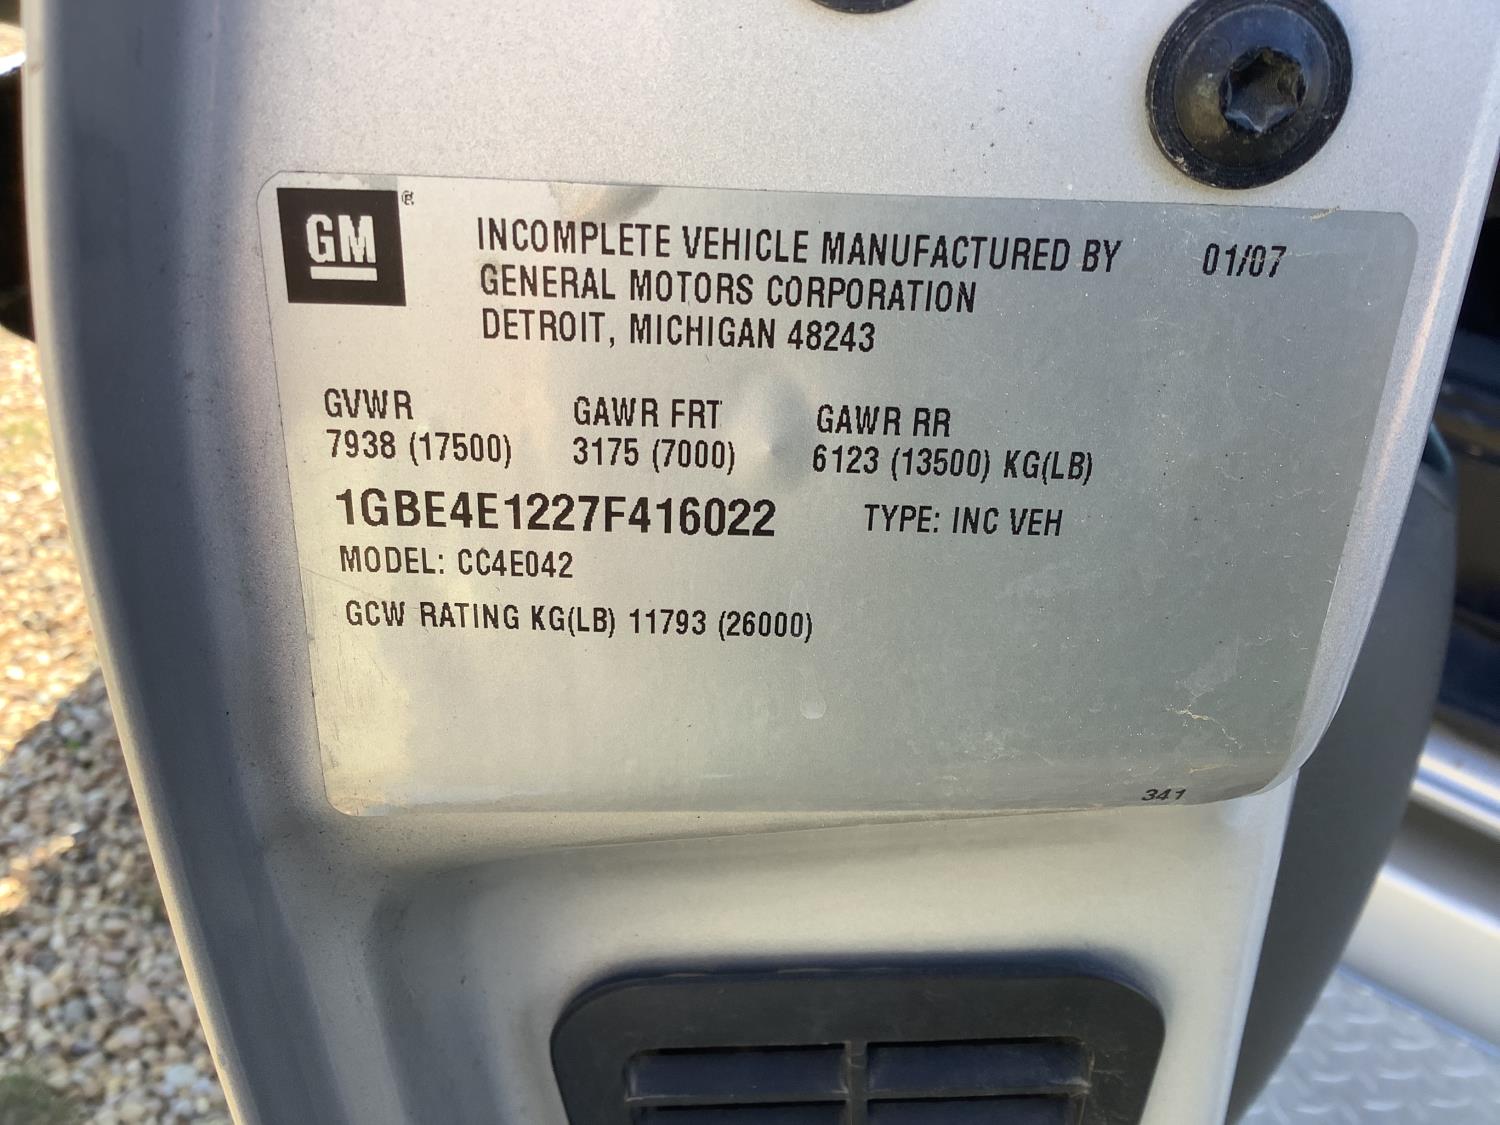 GM ®
INCOMPLETE VEHICLE MANUFACTURED BY 01/07
GENERAL MOTORS CORPORATION
DETROIT, MICHIGAN 48243
GVWR GAWR FRT GAWR RR
7938 (17500) 3175 (7000) 6123 (13500) KG(LB)
1GBE4E1227F416022 TYPE: INC VEH
MODEL: CC4E042
GCW RATING KG(LB) 11793 (26000)
341